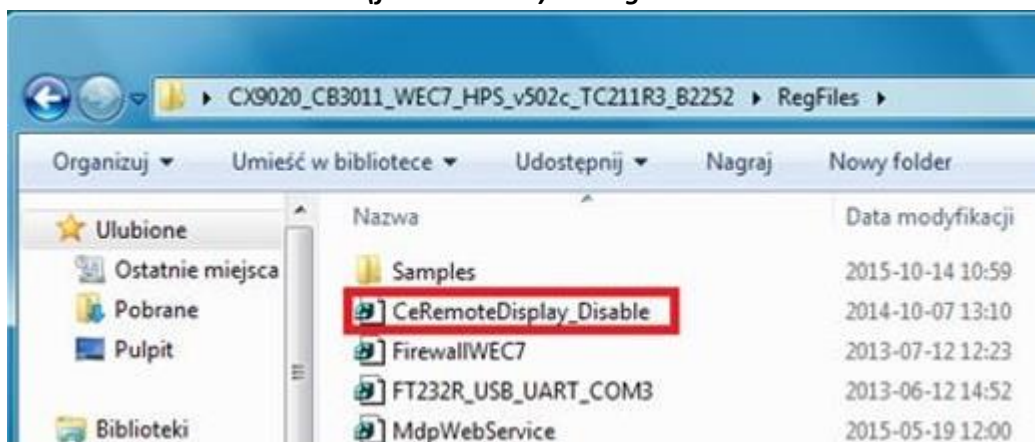 CX9020_CB3011_WEC7_HPS_v502c_TC211R3_B2252 ▸ RegFiles ▸
Organizuj Umieść w bibliotece Udostępnij Nagraj Nowy folder
Nazwa Data modyfikacji
Ulubione
Ostatnie miejsca Samples 2015-10-14 10:59
Pobrane CeRemoteDisplay_Disable 2014-10-07 13:10
Pulpit FirewallWEC7 2013-07-12 12:23
FT232R_USB_UART_COM3 2013-06-12 14:52
Biblioteki MdpWebService 2015-05-19 12:00